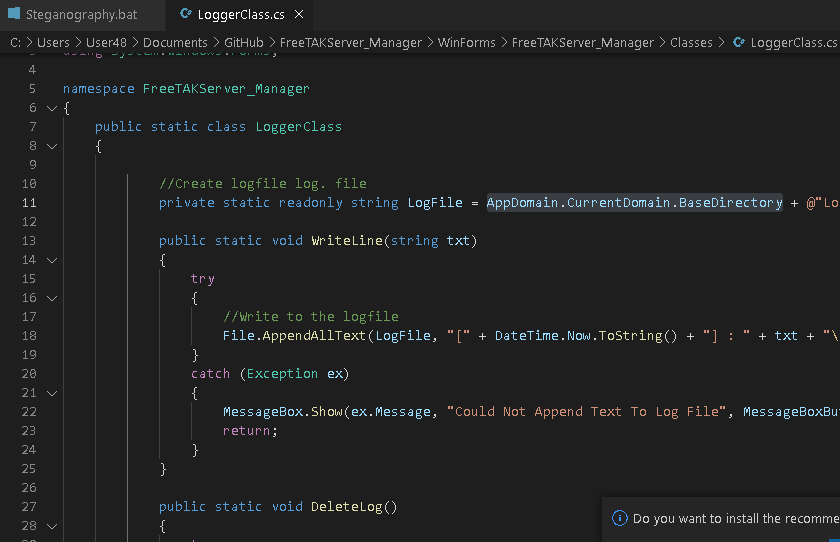 Steganography.bat
LoggerClass.cs
C: > Users > User48 > Documents > GitHub > FreeTAKServer_Manager > WinForms > FreeTAKServer_Manager > Classes > LoggerClass.cs
using System.Windows.Forms;
4
5 namespace FreeTAKServer_Manager
6 {
7 public static class LoggerClass
8 {
9
10 //Create logfile log. file
11 private static readonly string LogFile = AppDomain.CurrentDomain.BaseDirectory + @"Lo
12
13 public static void WriteLine(string txt)
14 {
15 try
16 {
17 //Write to the logfile
18 File.AppendAllText(LogFile, "[" + DateTime.Now.ToString() + "] : " + txt + "\
19 }
20 catch (Exception ex)
21 {
22 MessageBox.Show(ex.Message, "Could Not Append Text To Log File", MessageBoxBu
23 return;
24 }
25 }
26
27 public static void DeleteLog()
28 {
Do you want to install the recomme